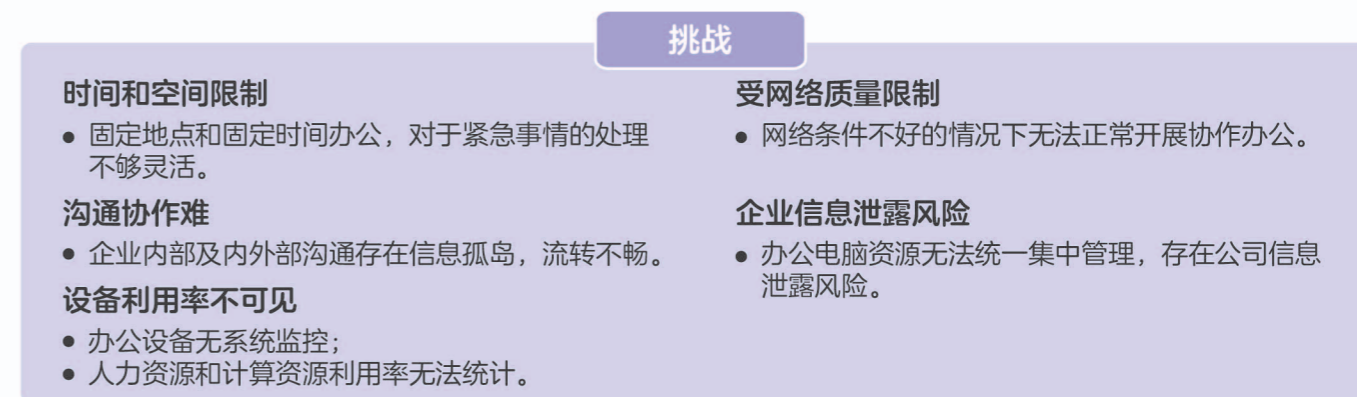 挑战
时间和空间限制
● 固定地点和固定时间办公，对于紧急事情的处理
不够灵活。
沟通协作难
● 企业内部及内外部沟通存在信息孤岛，流转不畅。
设备利用率不可见
● 办公设备无系统监控；
● 人力资源和计算资源利用率无法统计。
受网络质量限制
● 网络条件不好的情况下无法正常开展协作办公。
企业信息泄露风险
● 办公电脑资源无法统一集中管理，存在公司信息
泄露风险。